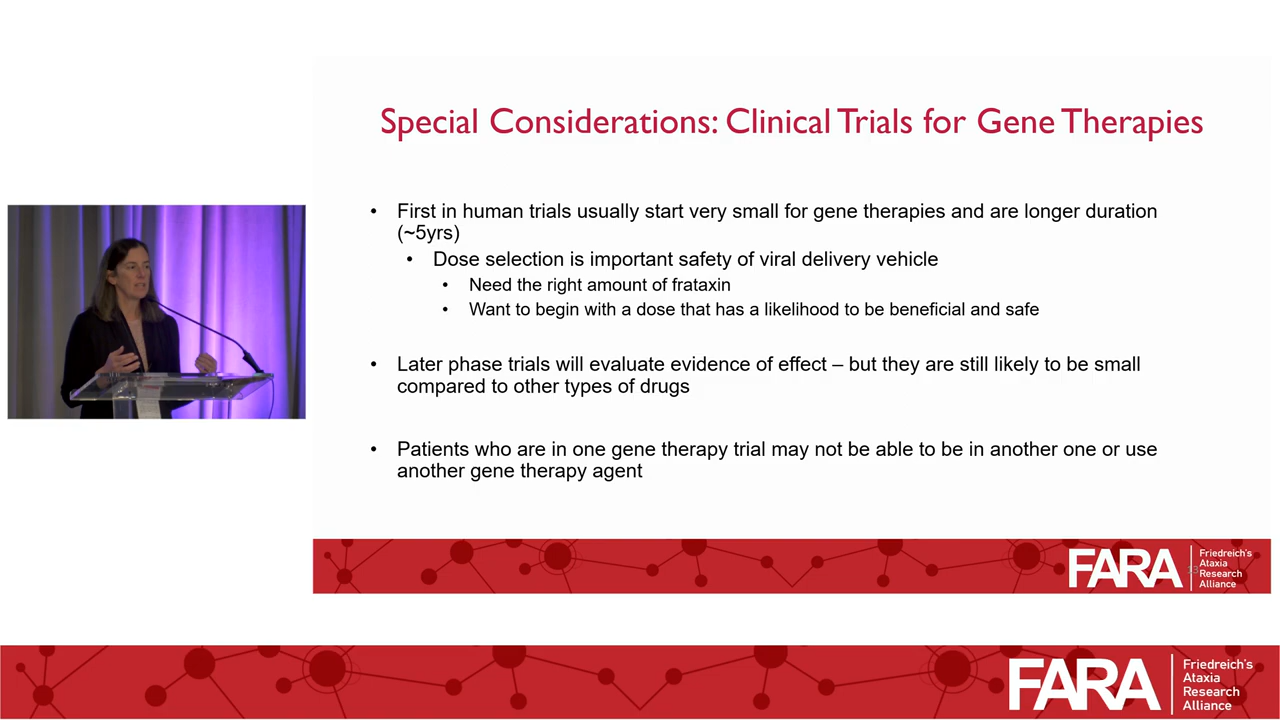 Special Considerations: Clinical Trials for Gene Therapies
• First in human trials usually start very small for gene therapies and are longer duration
(~5yrs)
• Dose selection is important safety of viral delivery vehicle
• Need the right amount of frataxin
• Want to begin with a dose that has a likelihood to be beneficial and safe
• Later phase trials will evaluate evidence of effect – but they are still likely to be small
compared to other types of drugs
• Patients who are in one gene therapy trial may not be able to be in another one or use
another gene therapy agent
FARA
Friedreich's
Ataxia
Research
Alliance
FARA
Friedreich's
Ataxia
Research
Alliance